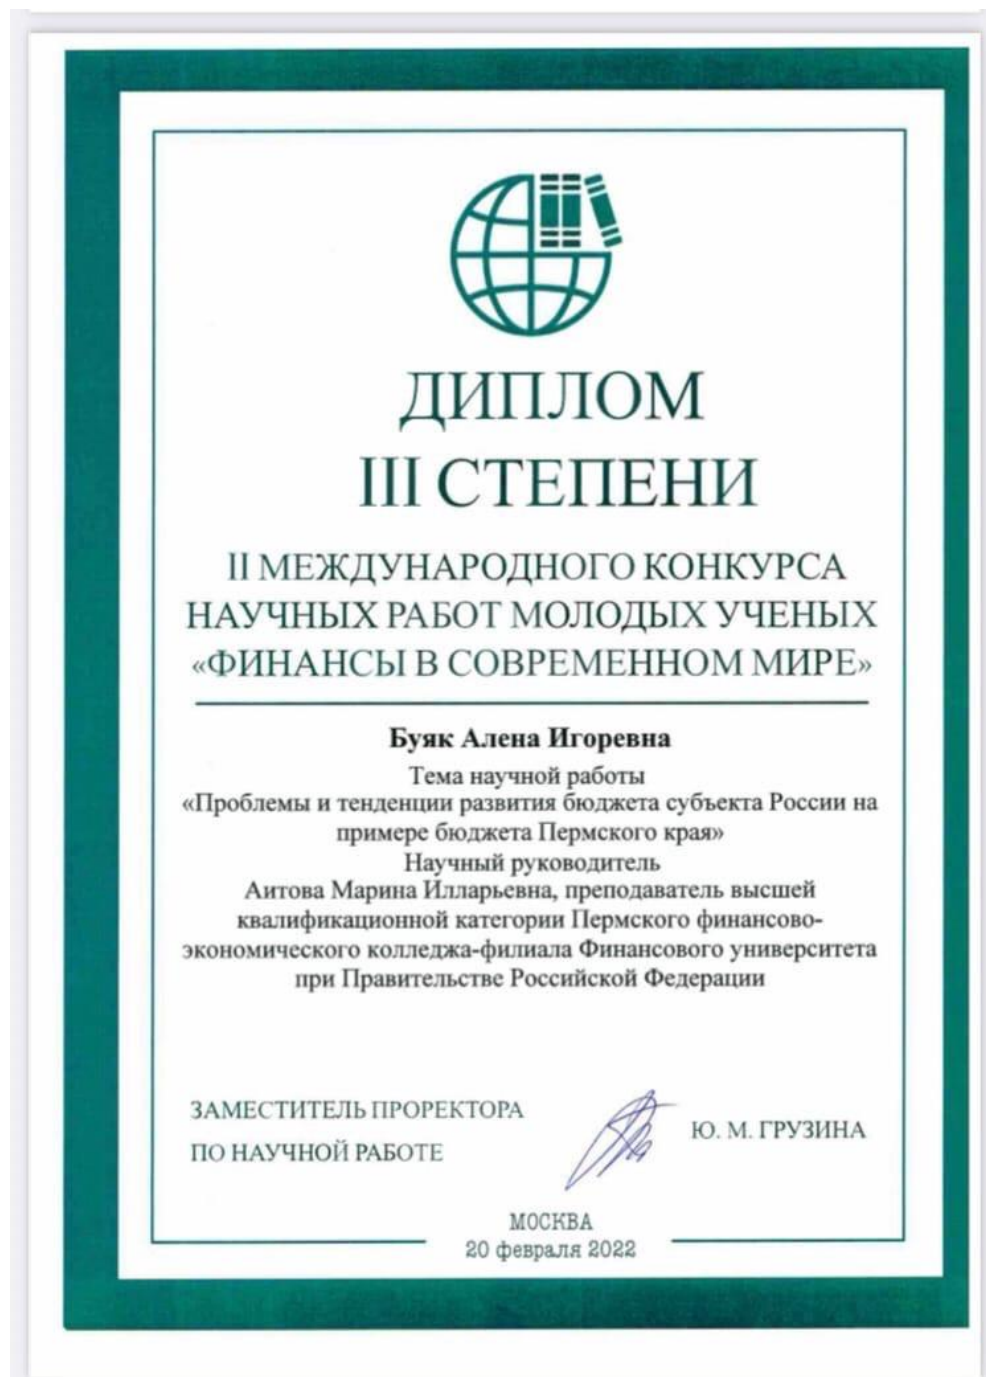 ДИПЛОМ
III СТЕПЕНИ
II МЕЖДУНАРОДНОГО КОНКУРСА
НАУЧНЫХ РАБОТ МОЛОДЫХ УЧЕНЫХ
«ФИНАНСЫ В СОВРЕМЕННОМ МИРЕ»
Буяк Алена Игоревна
Тема научной работы
«Проблемы и тенденции развития бюджета субъекта России на
примере бюджета Пермского края»
Научный руководитель
Аитова Марина Илларьевна, преподаватель высшей
квалификационной категории Пермского финансово-
экономического колледжа-филиала Финансового университета
при Правительстве Российской Федерации
ЗАМЕСТИТЕЛЬ ПРОРЕКТОРА
ПО НАУЧНОЙ РАБОТЕ
Ю. М. ГРУЗИНА
МОСКВА
20 февраля 2022